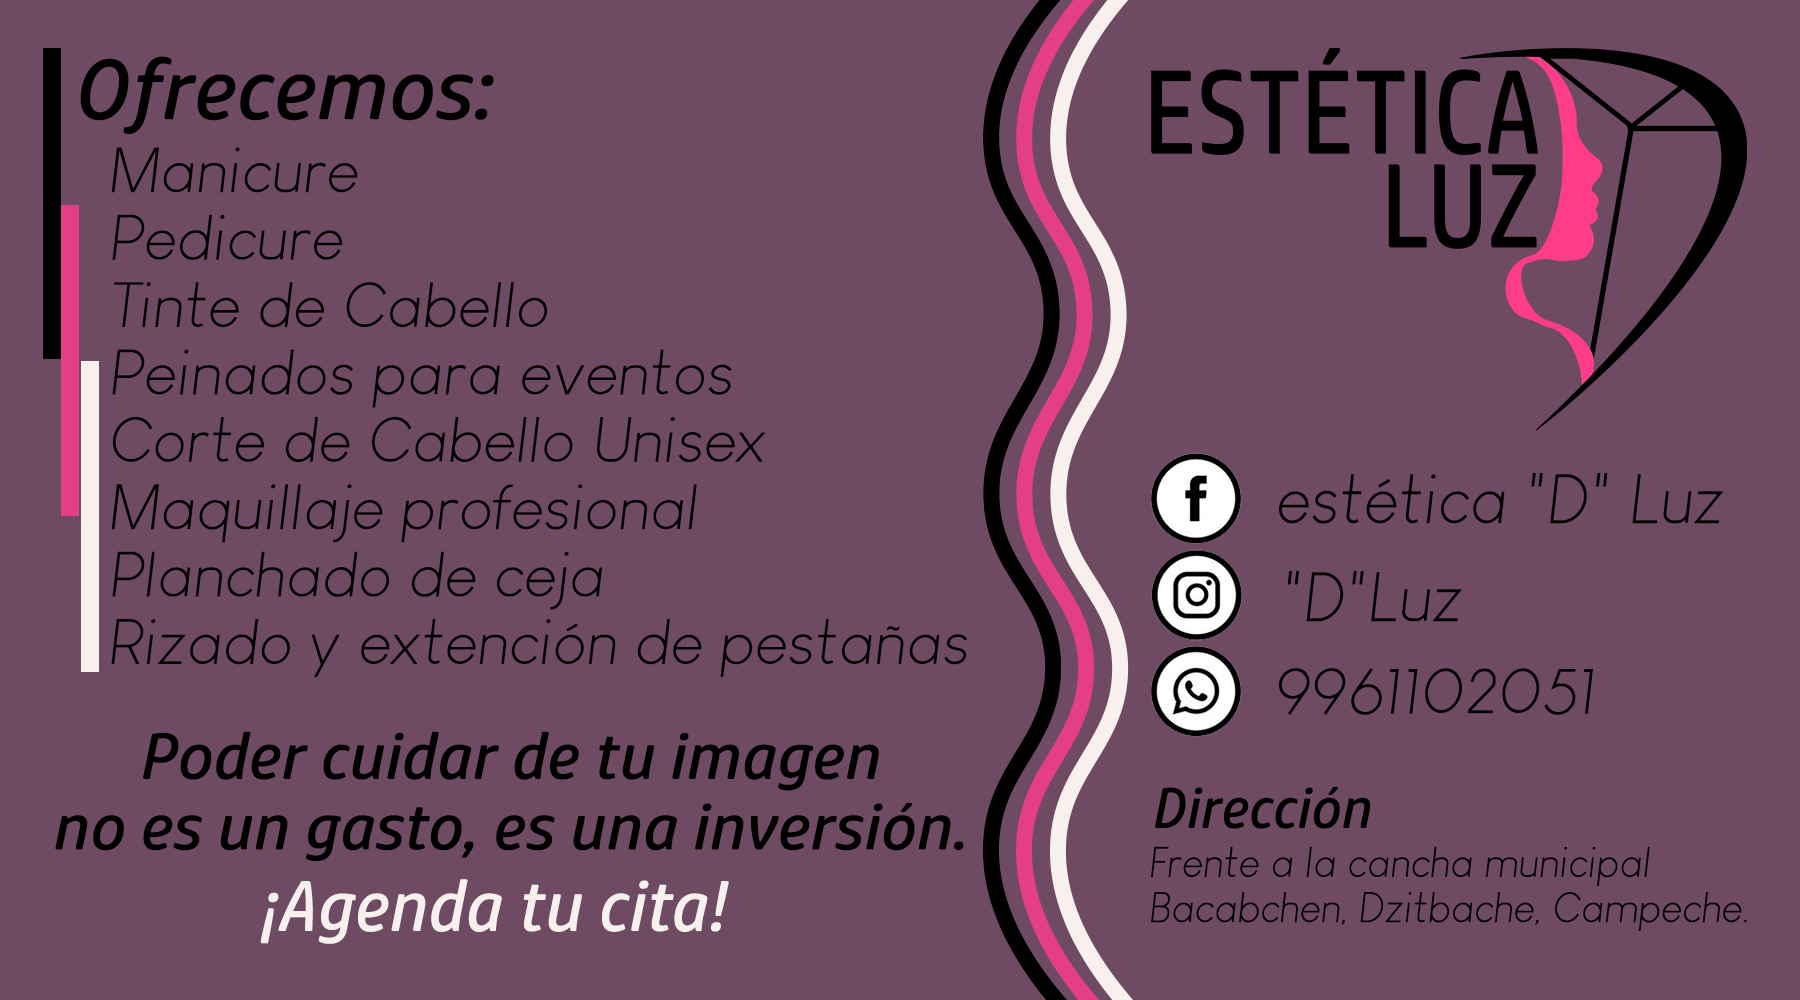 Ofrecemos:
Manicure
Pedicure
Tinte de Cabello
Peinados para eventos
Corte de Cabello Unisex
Maquillaje profesional
Planchado de ceja
Rizado y extención de pestañas
Poder cuidar de tu imagen
no es un gasto, es una inversión.
¡Agenda tu cita!
ESTÉTICA
LUZ
estética "D" Luz
"D"Luz
9961102051
Dirección
Frente a la cancha municipal
Bacabchen, Dzitbache, Campeche.